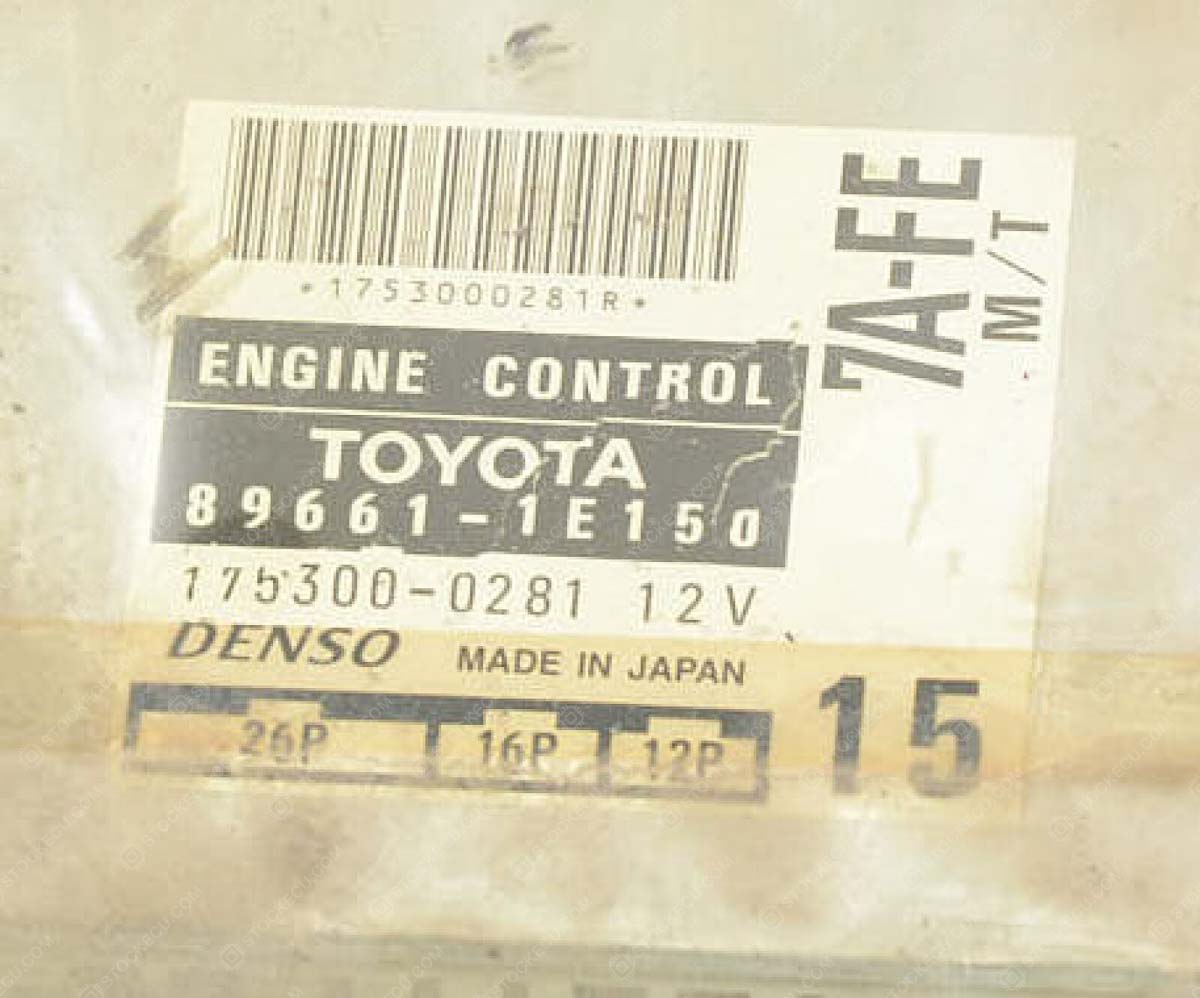 *1753000281R*
7A-FE
M/T
ENGINE CONTROL
TOYOTA
89661-1E150
175300-0281 12V
DENSO MADE IN JAPAN
26P 16P 12P
15